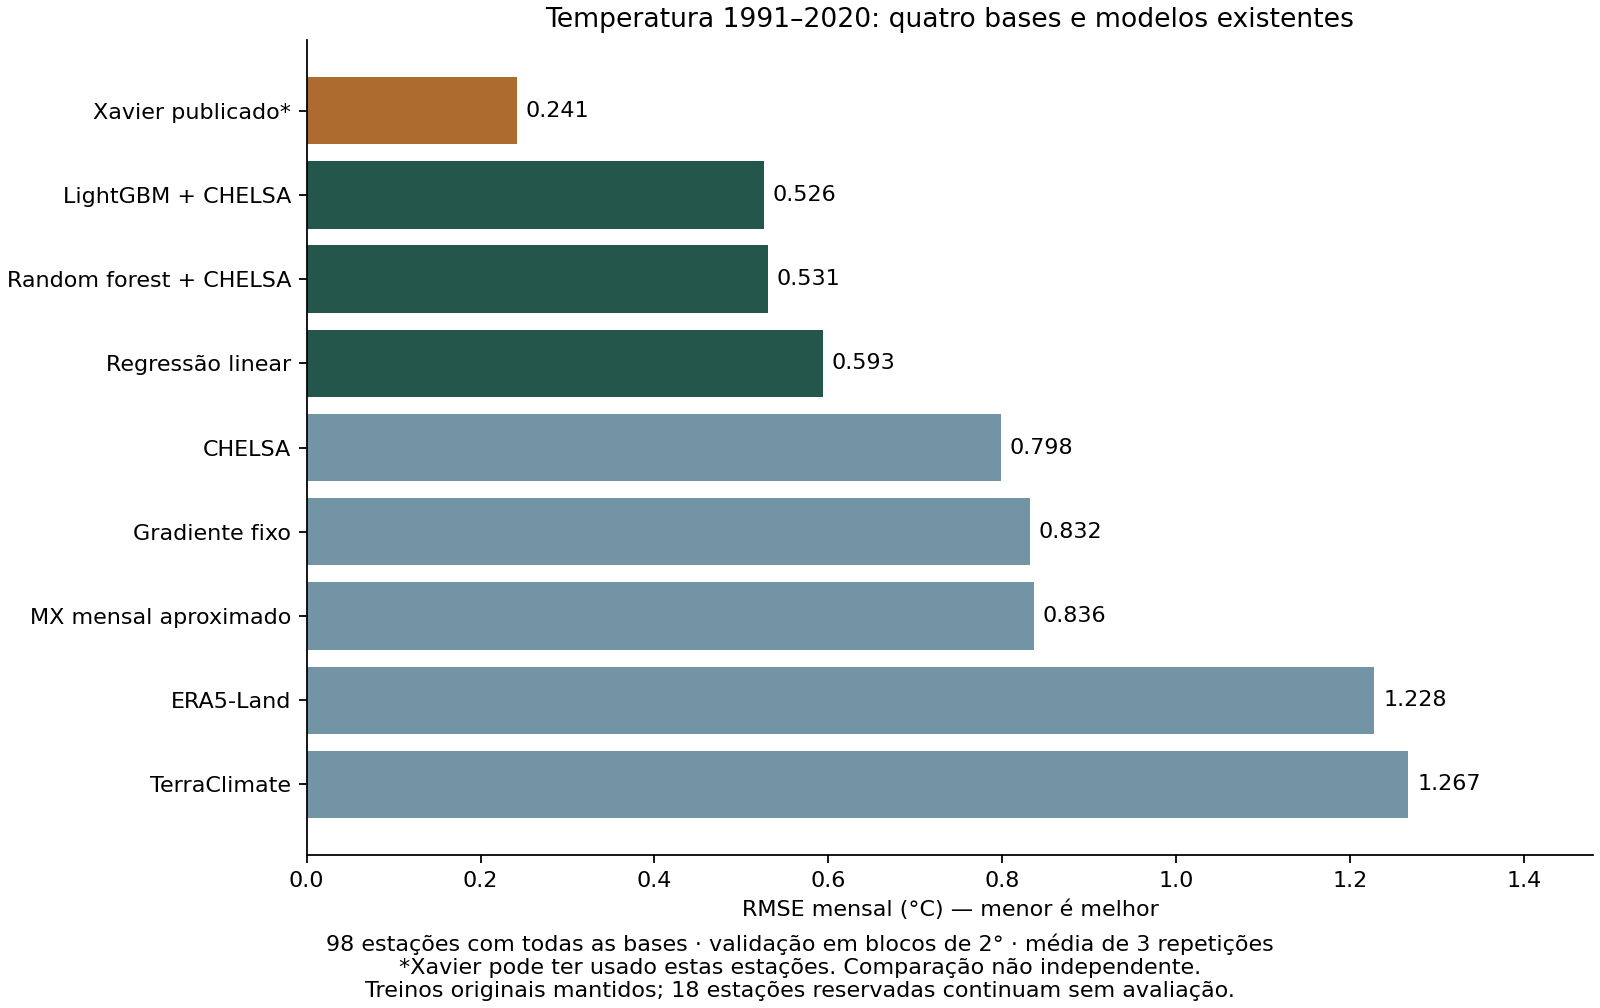 Temperatura 1991–2020: quatro bases e modelos existentes
Xavier publicado*
0.241
LightGBM + CHELSA
0.526
Random forest + CHELSA
0.531
Regressão linear
0.593
CHELSA
0.798
Gradiente fixo
0.832
MX mensal aproximado
0.836
ERA5-Land
1.228
TerraClimate
1.267
0.0 0.2 0.4 0.6 0.8 1.0 1.2 1.4
RMSE mensal (°C) — menor é melhor
98 estações com todas as bases · validação em blocos de 2° · média de 3 repetições
*Xavier pode ter usado estas estações. Comparação não independente.
Treinos originais mantidos; 18 estações reservadas continuam sem avaliação.